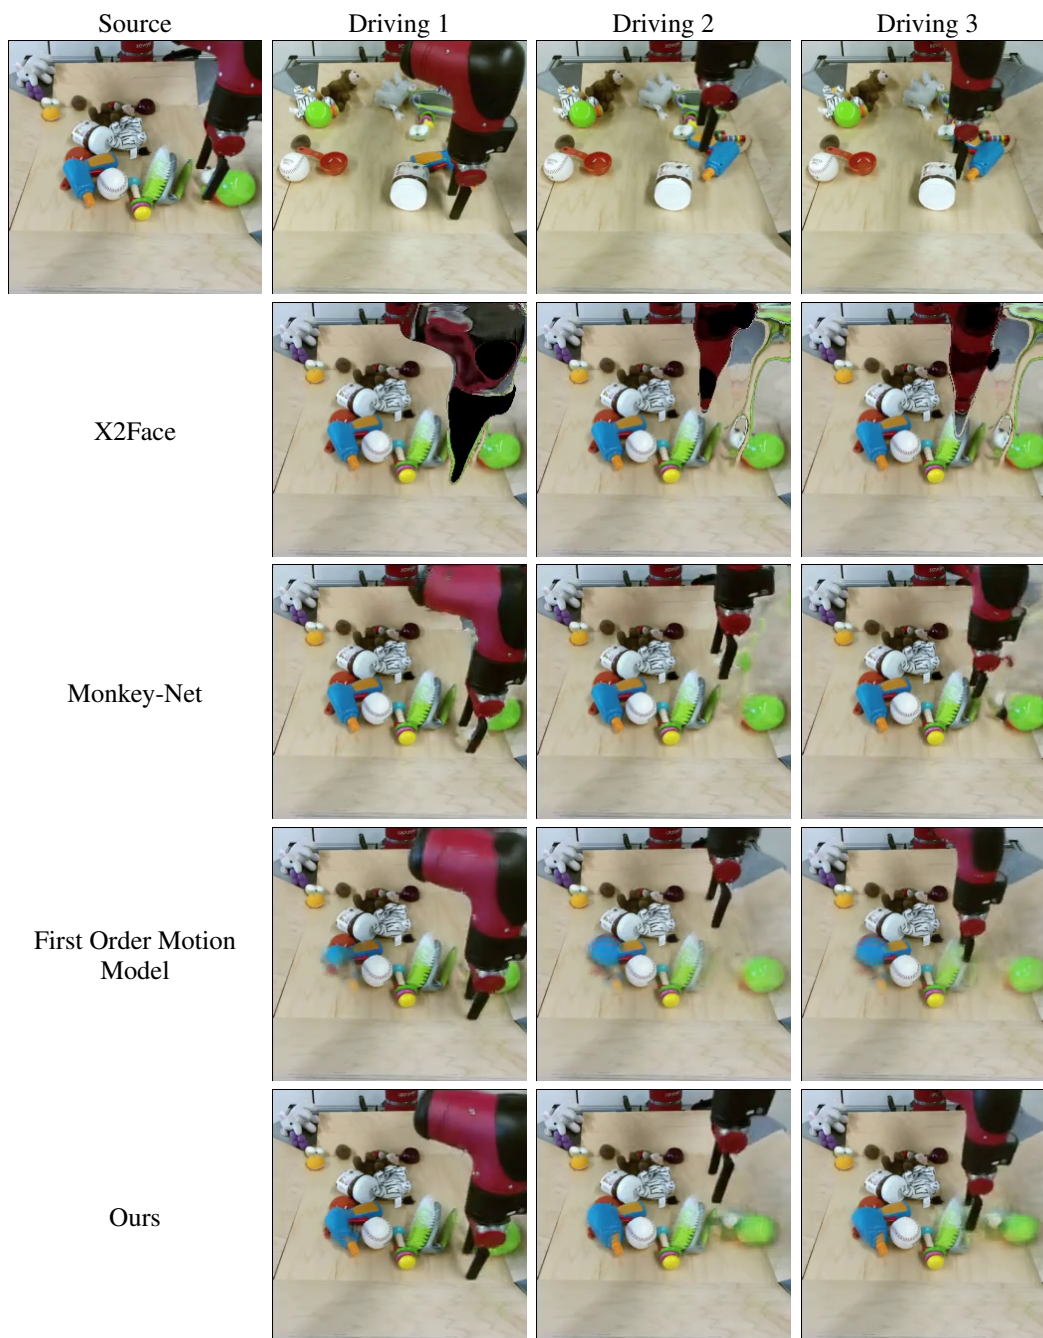 Source
Driving 1
Driving 2
Driving 3
X2Face
Monkey-Net
First Order Motion
Model
Ours